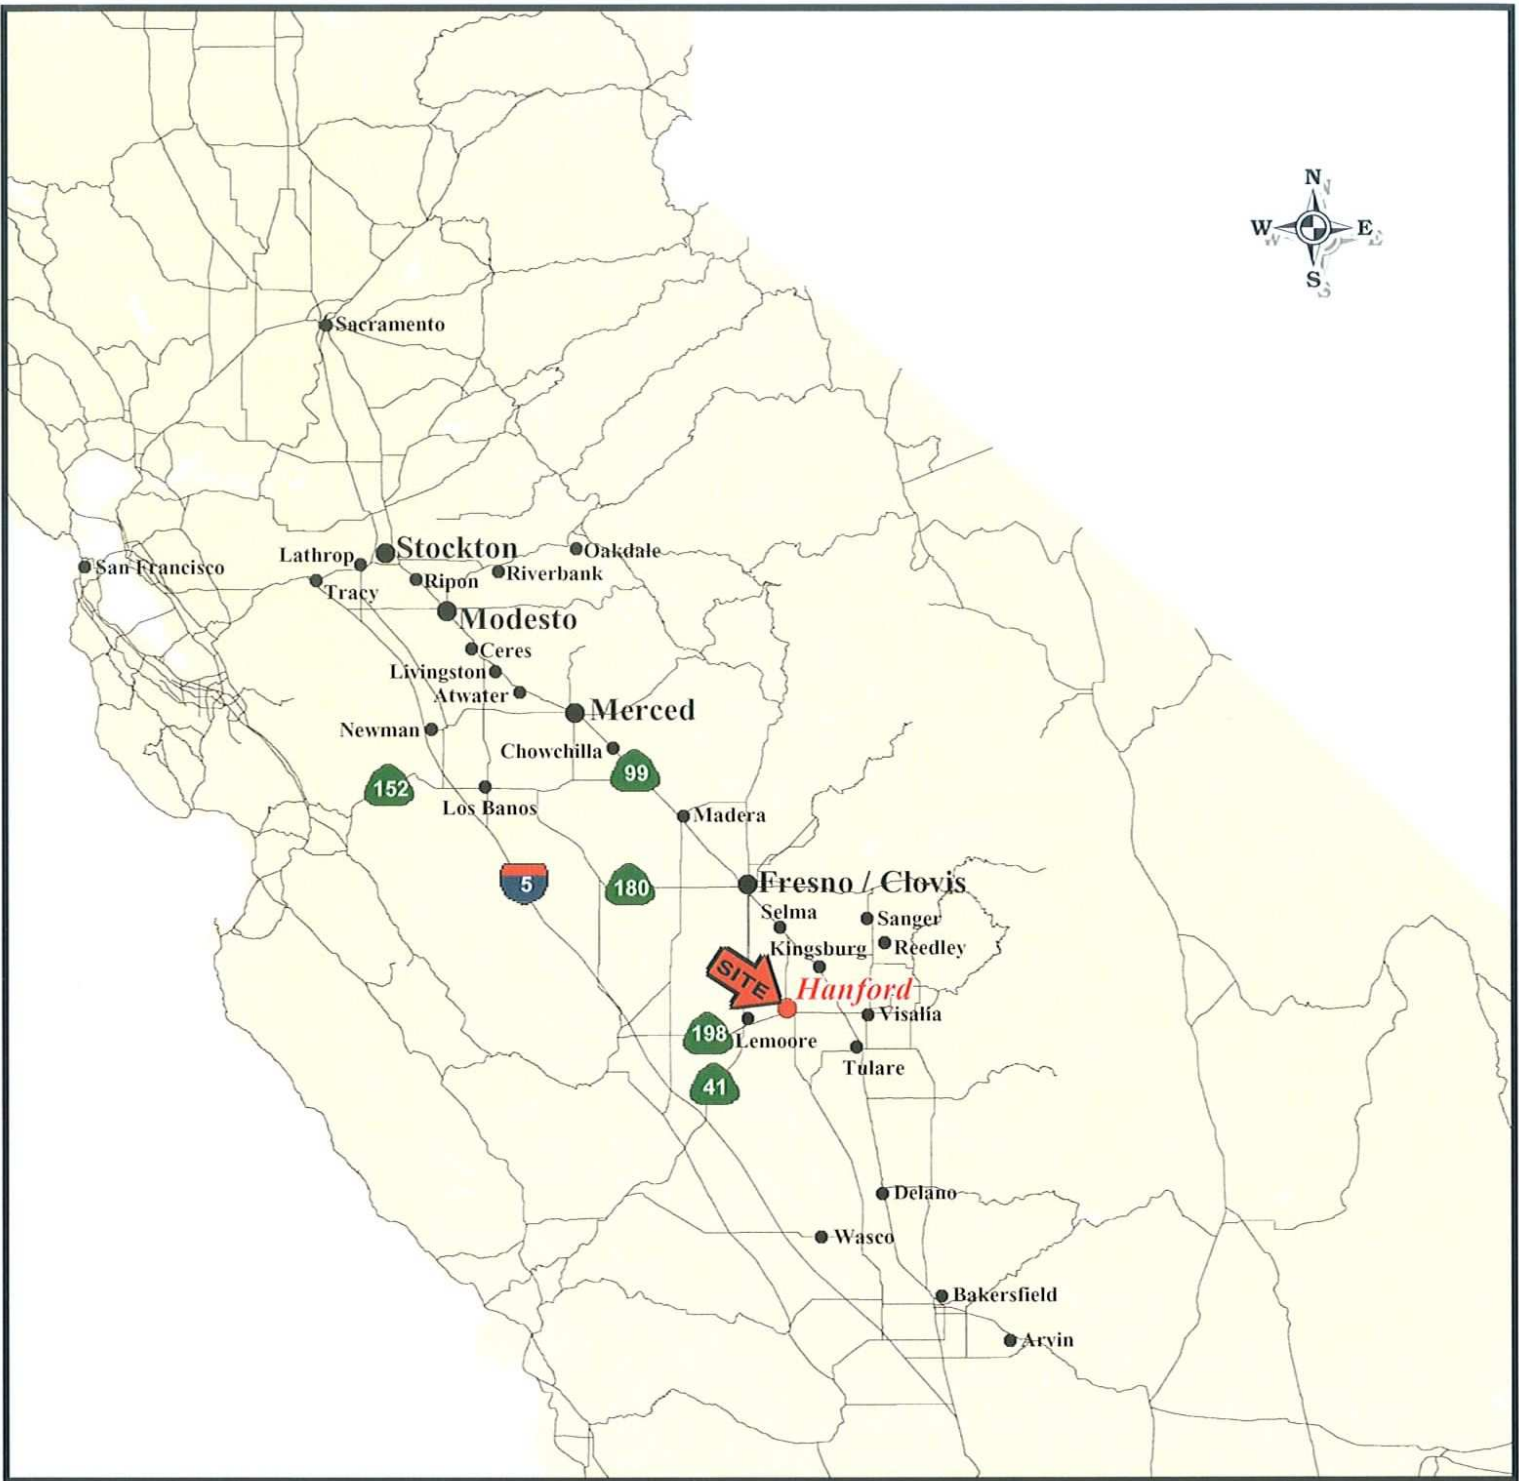 N
W E
S
Sacramento
Stockton
Lathrop
Oakdale
San Francisco
Riverbank
Ripon
Tracy
Modesto
Ceres
Livingston
Atwater
Merced
Newman
Chowchilla
99
152
Los Banos
Madera
5
180
Fresno / Clovis
Selma
Sanger
Kingsburg
Reedley
SITE
Hanford
Visalia
198
Lemoore
Tulare
41
Delano
Wasco
Bakersfield
Arvin